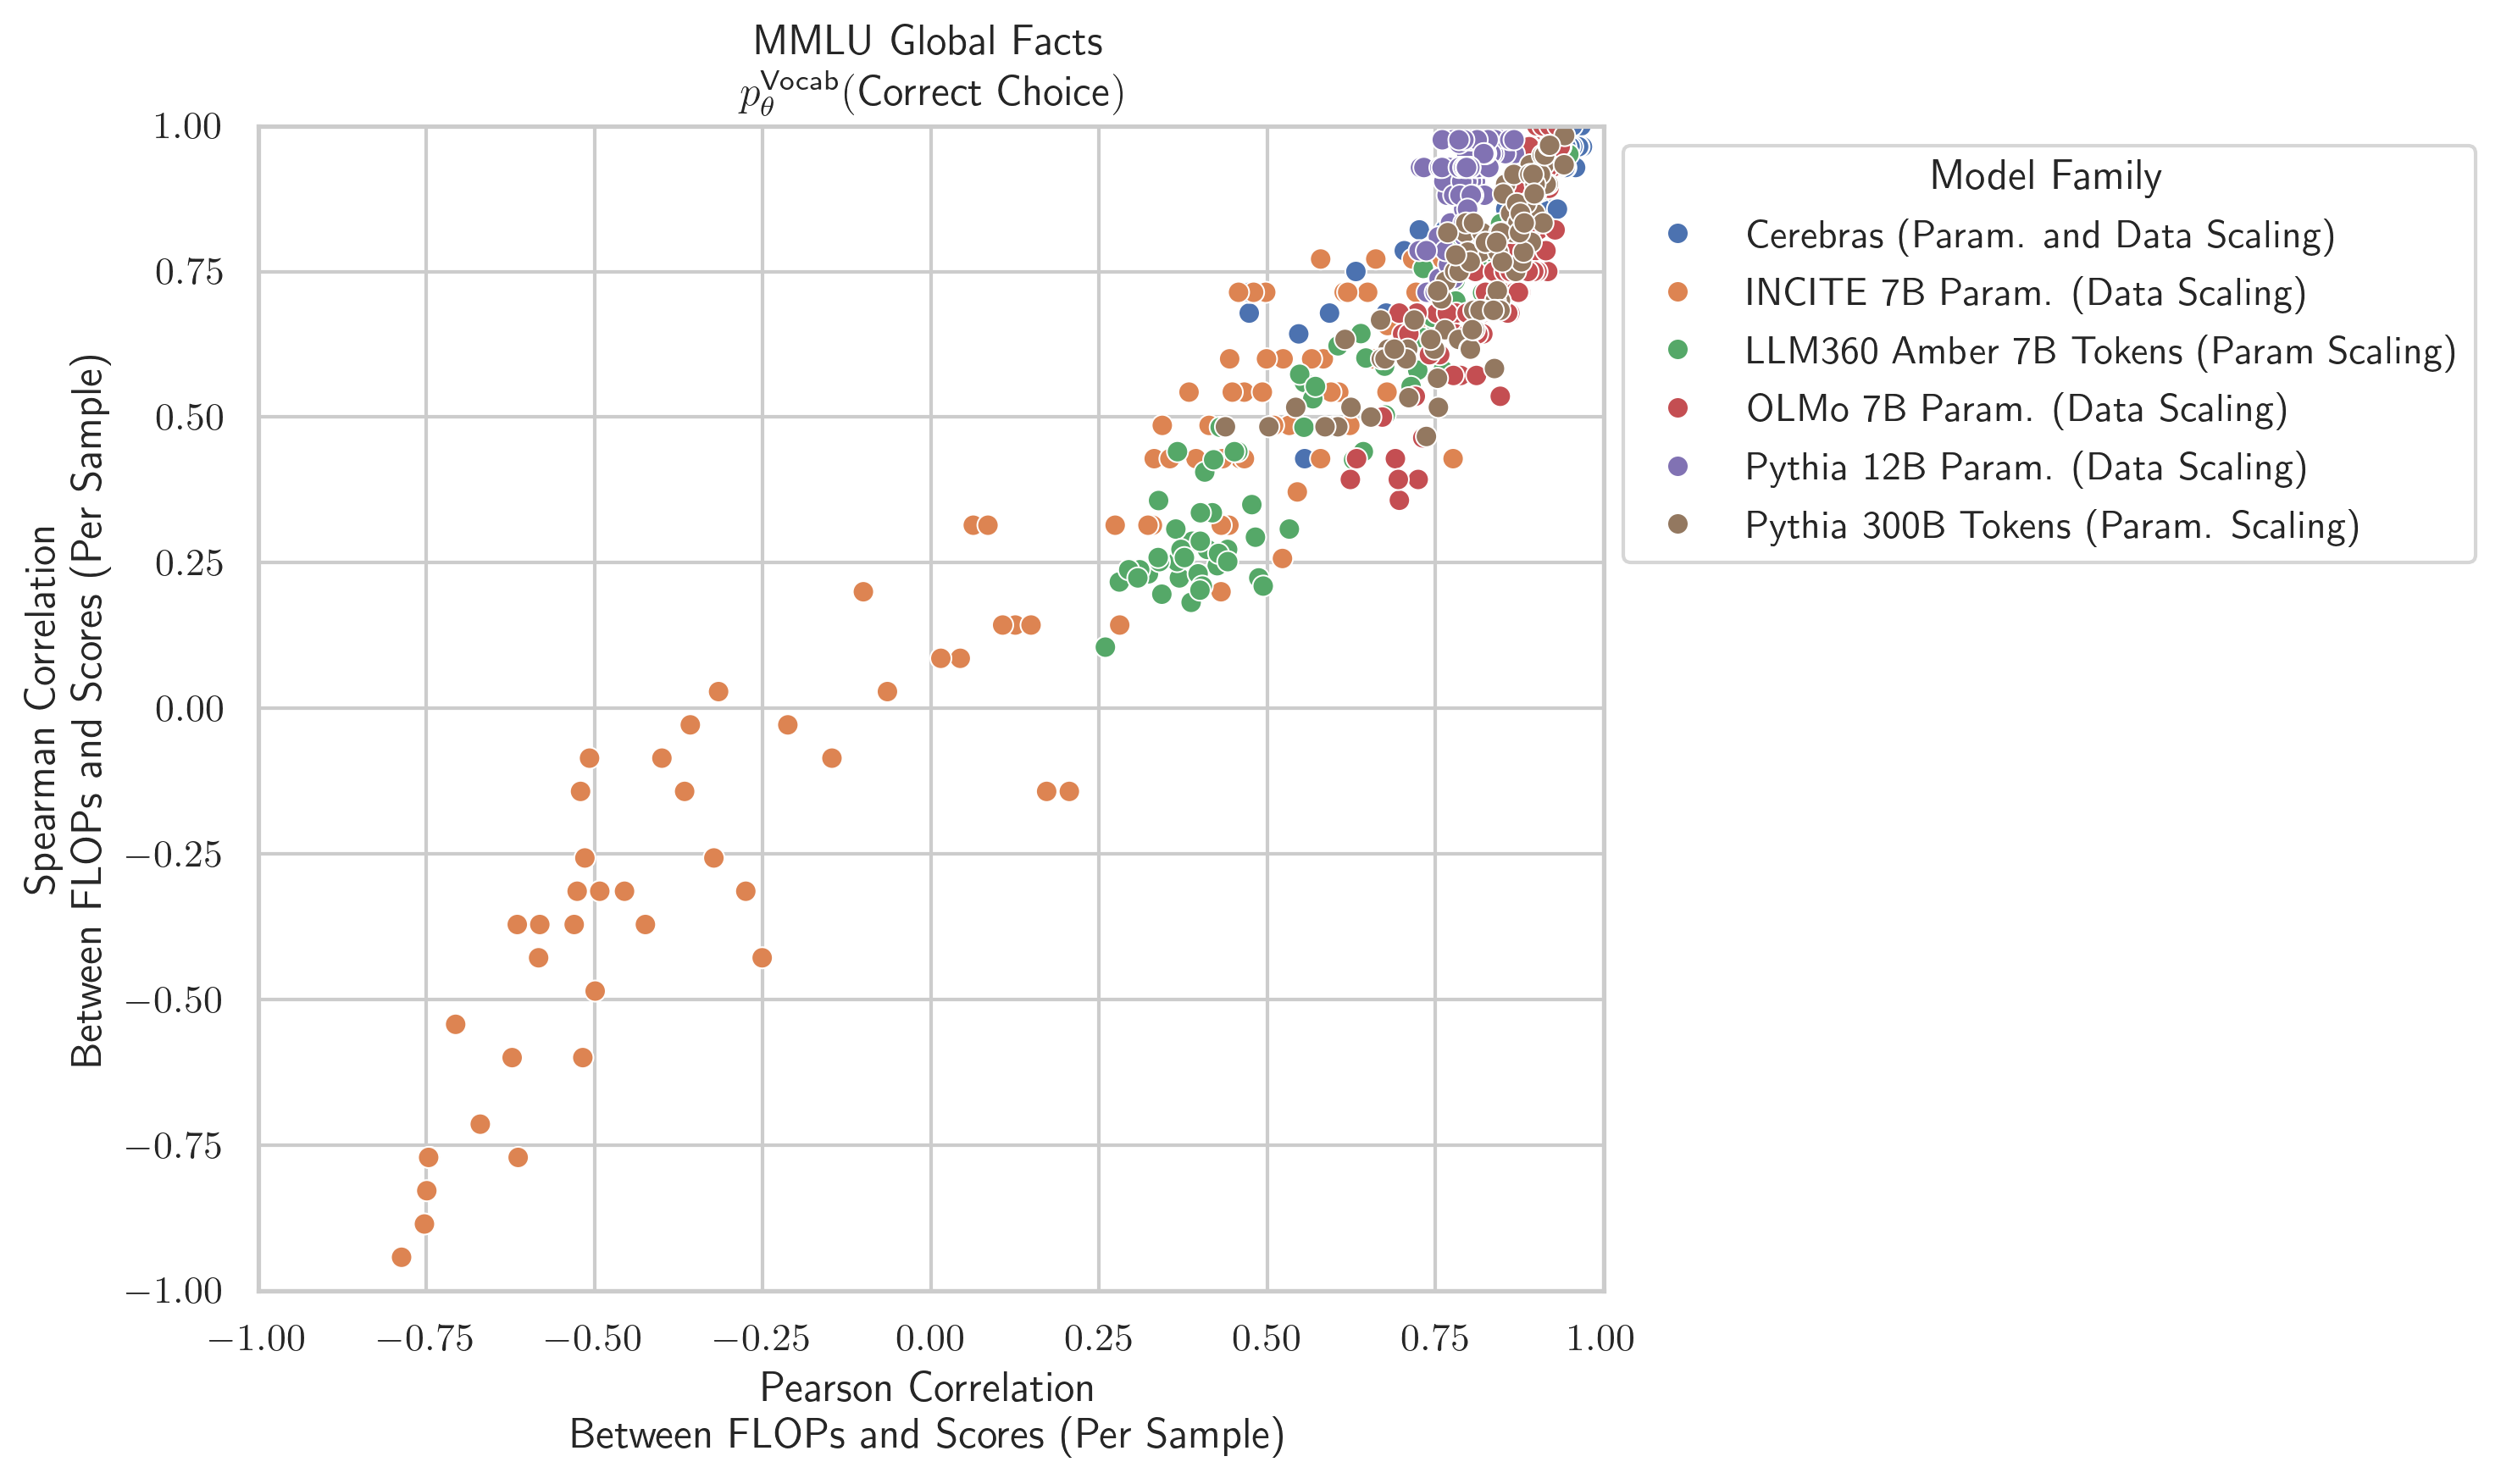 MMLU Global Facts
p_θ^Vocab(Correct Choice)
Spearman Correlation
Between FLOPs and Scores (Per Sample)
1.00
0.75
0.50
0.25
0.00
−0.25
−0.50
−0.75
−1.00
−1.00 −0.75 −0.50 −0.25 0.00 0.25 0.50 0.75 1.00
Pearson Correlation
Between FLOPs and Scores (Per Sample)
Model Family
Cerebras (Param. and Data Scaling)
INCITE 7B Param. (Data Scaling)
LLM360 Amber 7B Tokens (Param Scaling)
OLMo 7B Param. (Data Scaling)
Pythia 12B Param. (Data Scaling)
Pythia 300B Tokens (Param. Scaling)